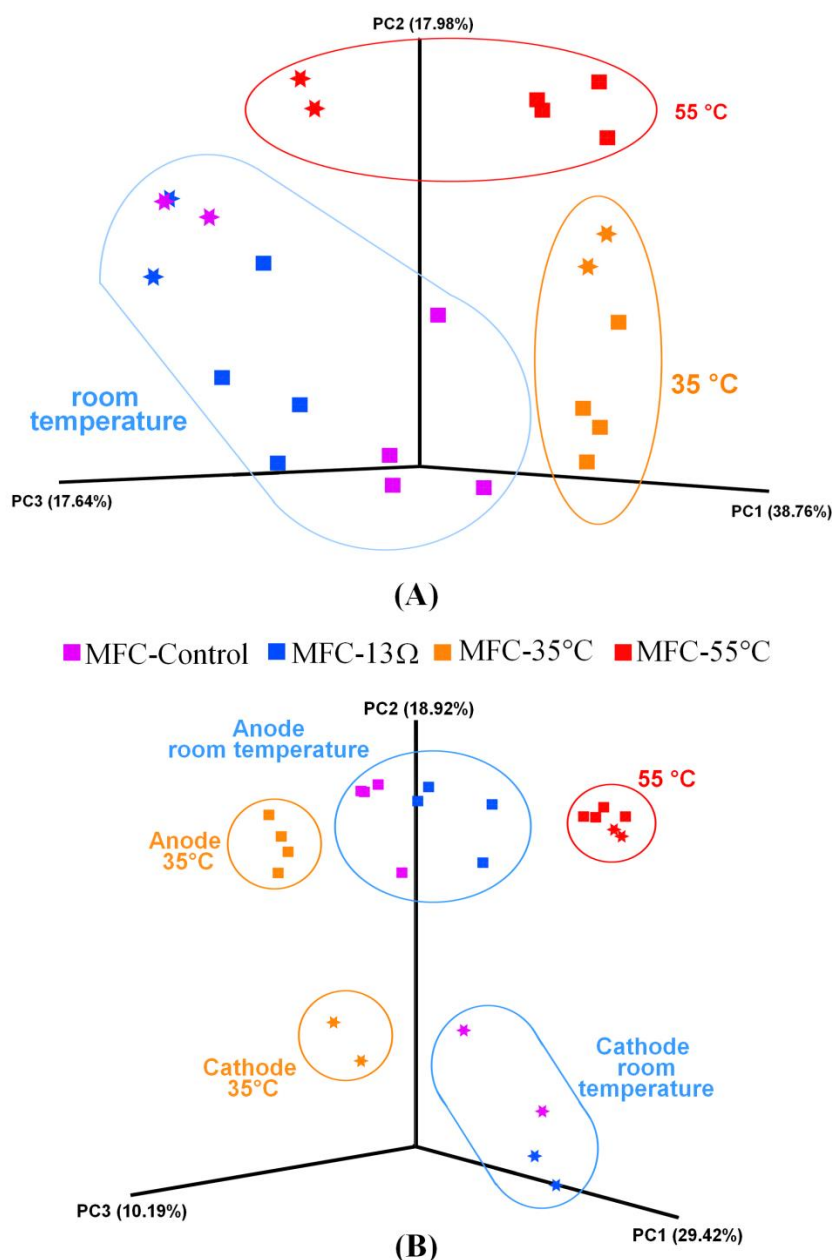 PC2 (17.98%)
55 °C
35 °C
room
temperature
PC3 (17.64%)
PC1 (38.76%)
(A)
MFC-Control MFC-13Ω MFC-35°C MFC-55°C
PC2 (18.92%)
Anode
room temperature
55 °C
Anode
35°C
Cathode
35°C
Cathode
room
temperature
PC3 (10.19%)
PC1 (29.42%)
(B)